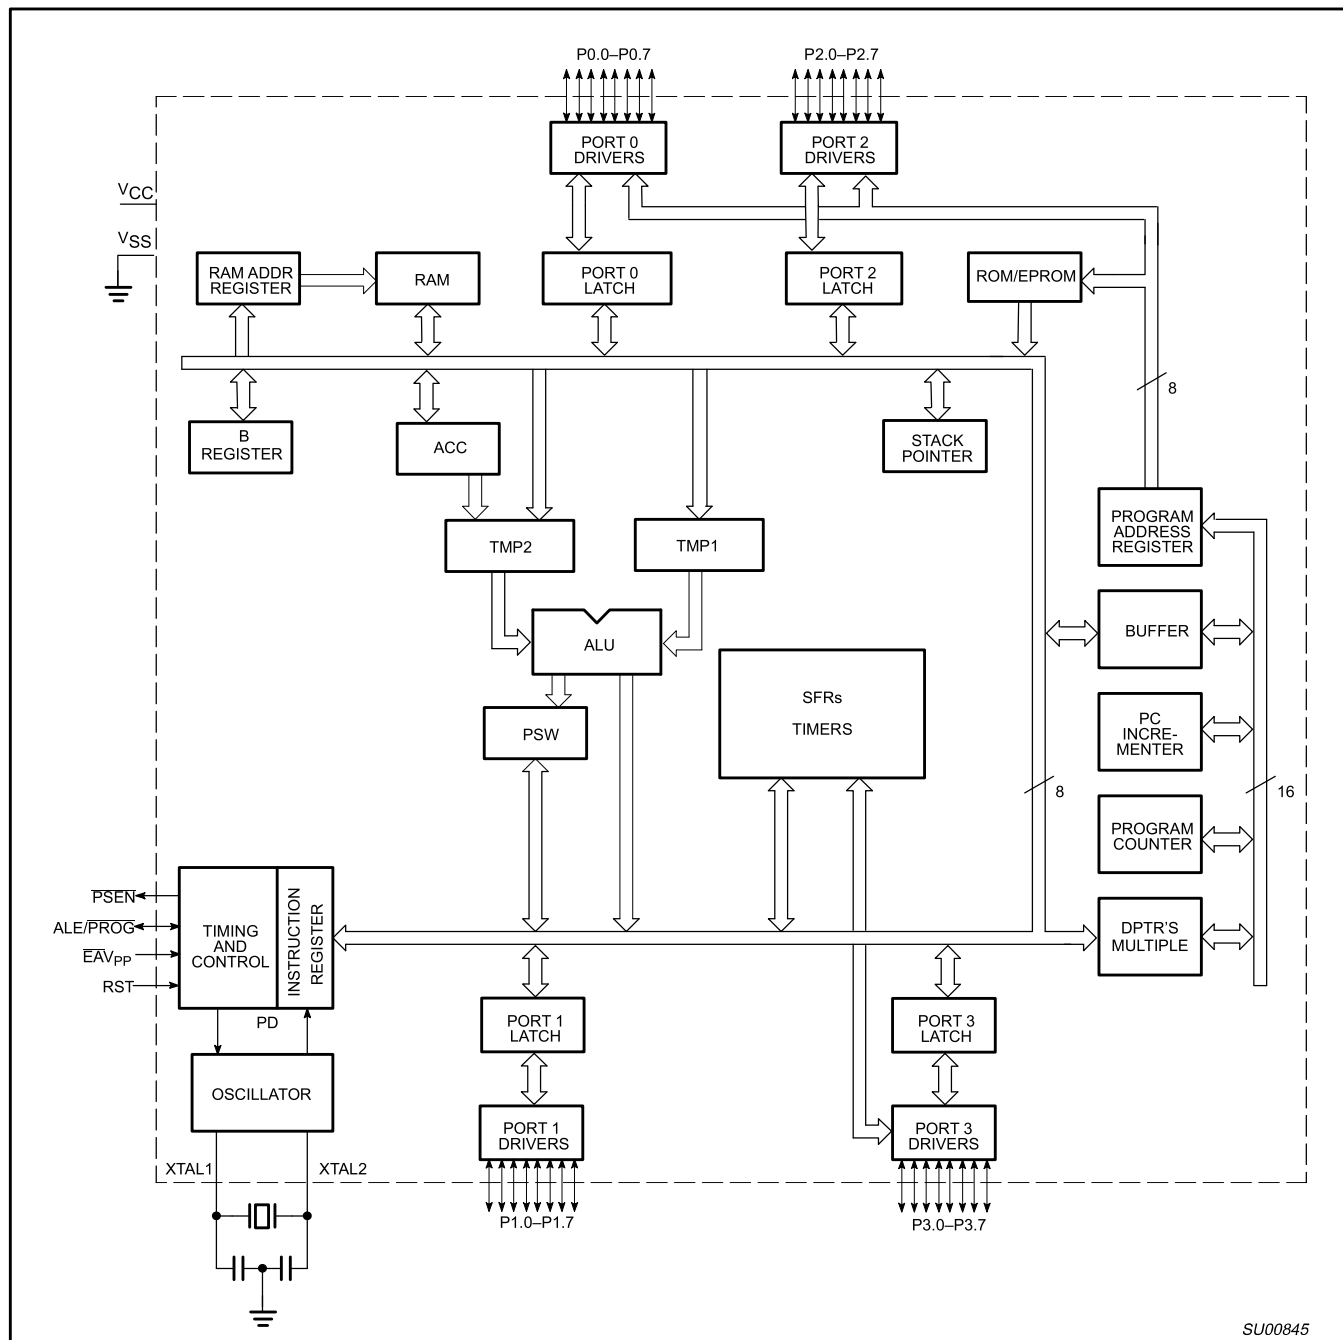 P0.0–P0.7
P2.0–P2.7
PORT 0
DRIVERS
PORT 2
DRIVERS
VCC
VSS
RAM ADDR
REGISTER
RAM
PORT 0
LATCH
PORT 2
LATCH
ROM/EPROM
8
B
REGISTER
ACC
STACK
POINTER
PROGRAM
ADDRESS
REGISTER
TMP2
TMP1
BUFFER
ALU
SFRs
TIMERS
PSW
PC
INCRE-
MENTER
8
16
PROGRAM
COUNTER
PSEN
ALE/PROG
EAVPP
RST
TIMING
AND
CONTROL
INSTRUCTION
REGISTER
DPTR'S
MULTIPLE
PD
PORT 1
LATCH
PORT 3
LATCH
OSCILLATOR
PORT 1
DRIVERS
PORT 3
DRIVERS
XTAL1
XTAL2
P1.0–P1.7
P3.0–P3.7
SU00845